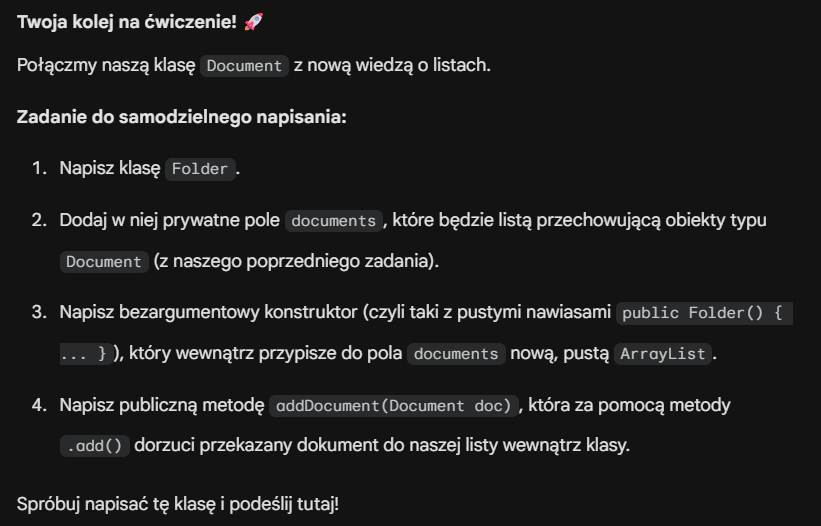 Twoja kolej na ćwiczenie! 🚀
Połączmy naszą klasę Document z nową wiedzą o listach.
Zadanie do samodzielnego napisania:
1. Napisz klasę Folder.
2. Dodaj w niej prywatne pole documents, które będzie listą przechowującą obiekty typu
Document (z naszego poprzedniego zadania).
3. Napisz bezargumentowy konstruktor (czyli taki z pustymi nawiasami public Folder() {
... }), który wewnątrz przypisze do pola documents nową, pustą ArrayList.
4. Napisz publiczną metodę addDocument(Document doc), która za pomocą metody
.add() dorzuci przekazany dokument do naszej listy wewnątrz klasy.
Spróbuj napisać tę klasę i podeślij tutaj!